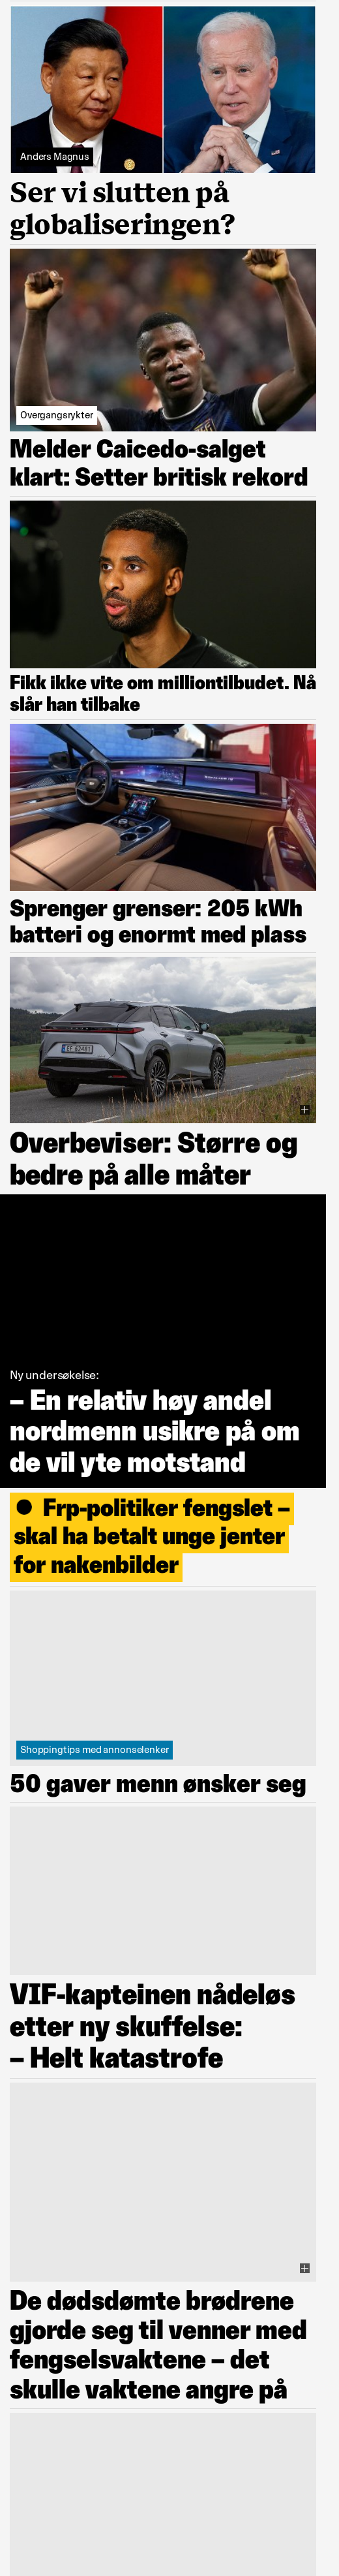 Anders Magnus
Ser vi slutten på
globaliseringen?
Overgangsrykter
Melder Caicedo-salget
klart: Setter britisk rekord
Fikk ikke vite om milliontilbudet. Nå
slår han tilbake
Sprenger grenser: 205 kWh
batteri og enormt med plass
Overbeviser: Større og
bedre på alle måter
Ny undersøkelse:
– En relativ høy andel
nordmenn usikre på om
de vil yte motstand
● Frp-politiker fengslet –
skal ha betalt unge jenter
for nakenbilder
Shoppingtips med annonselenker
50 gaver menn ønsker seg
VIF-kapteinen nådeløs
etter ny skuffelse:
– Helt katastrofe
De dødsdømte brødrene
gjorde seg til venner med
fengselsvaktene – det
skulle vaktene angre på